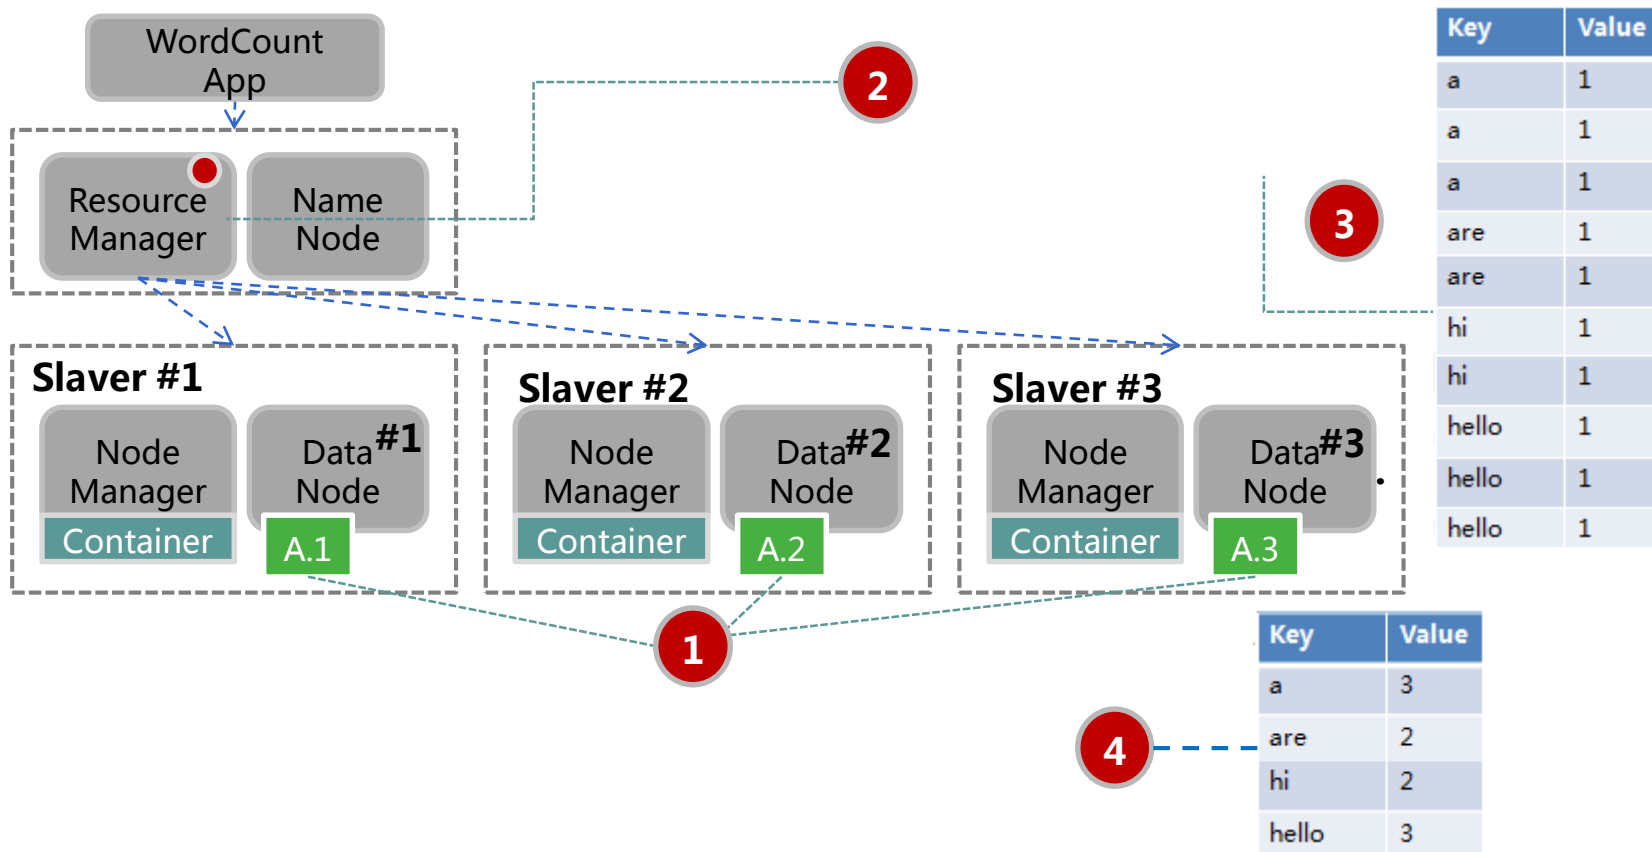 WordCount
App
2
Resource
Manager
Name
Node
3
Slaver #1
Node
Manager
Container
Data
Node
#1
A.1
Slaver #2
Node
Manager
Container
Data
Node
#2
A.2
Slaver #3
Node
Manager
Container
Data
Node
#3
.
A.3
1
Key Value
a 1
a 1
a 1
are 1
are 1
hi 1
hi 1
hello 1
hello 1
hello 1
4
Key Value
a 3
are 2
hi 2
hello 3